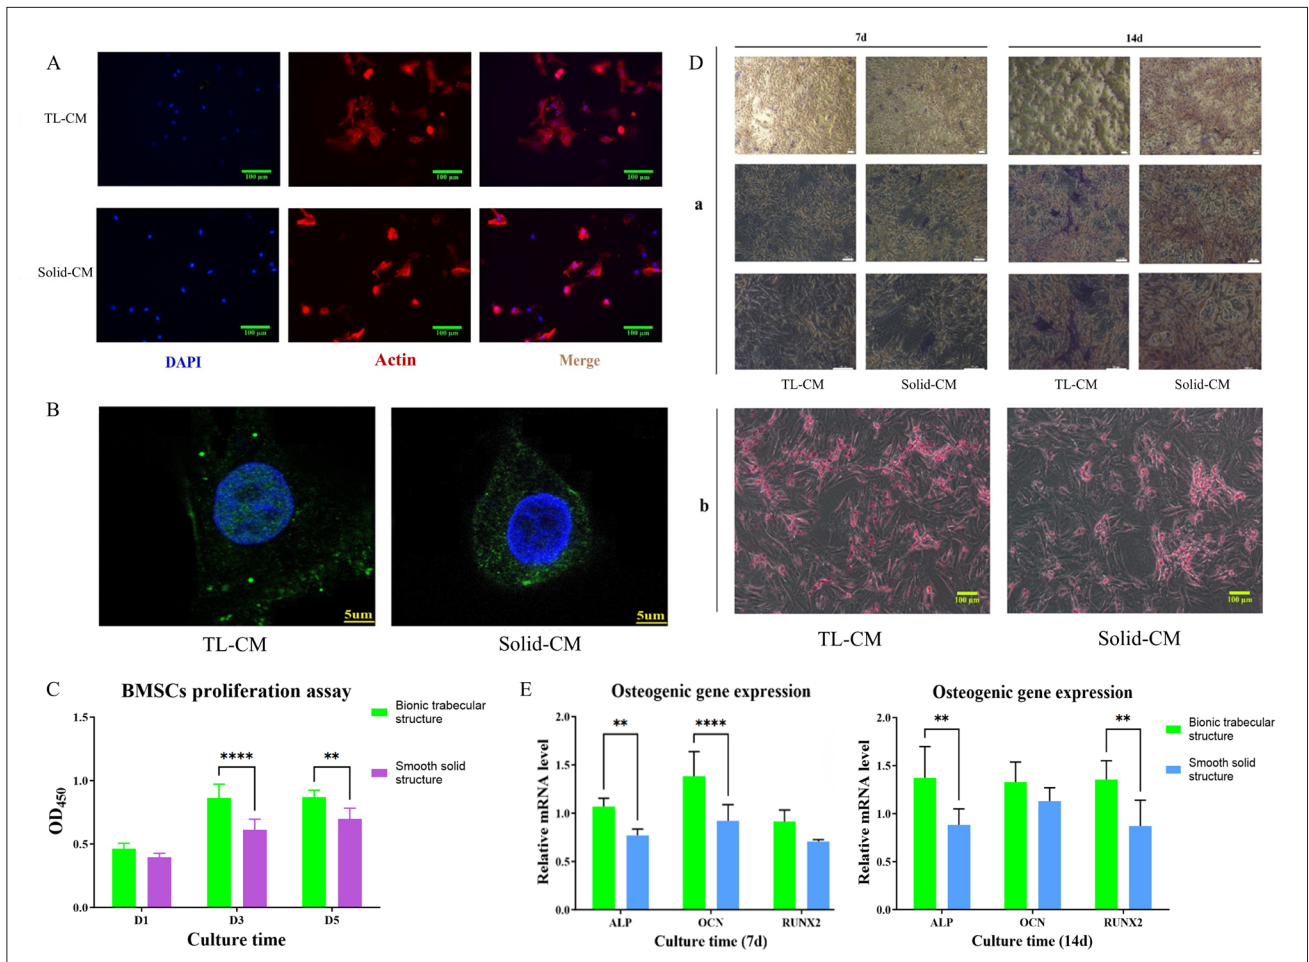 A
TL-CM
100 μm
100 μm
100 μm
Solid-CM
100 μm
100 μm
100 μm
DAPI
Actin
Merge
B
5um
5um
TL-CM
Solid-CM
C
BMSCs proliferation assay
Bionic trabecular
structure
Smooth solid
structure
OD450
1.5
1.0
0.5
0.0
****
**
D1
D3
D5
Culture time
D
7d
14d
a
TL-CM
Solid-CM
TL-CM
Solid-CM
b
100 μm
100 μm
TL-CM
Solid-CM
E
Osteogenic gene expression
Relative mRNA level
2.0
1.5
1.0
0.5
0.0
**
****
ALP
OCN
RUNX2
Culture time (7d)
Osteogenic gene expression
Relative mRNA level
2.0
1.5
1.0
0.5
0.0
**
**
ALP
OCN
RUNX2
Culture time (14d)
Bionic trabecular
structure
Smooth solid
structure